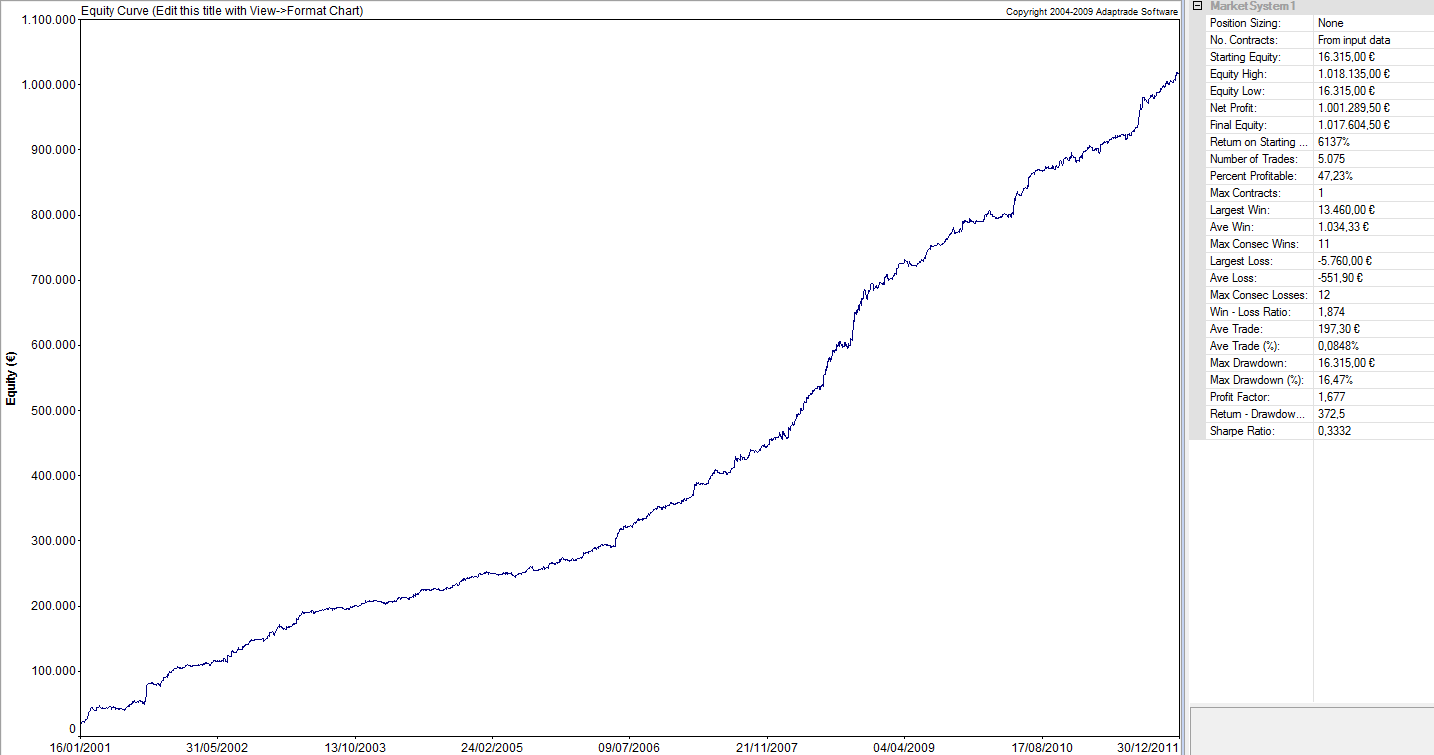 Equity Curve (Edit this title with View->Format Chart)
Copyright 2004-2009 Adaptrade Software
1.100.000
1.000.000
900.000
800.000
700.000
600.000
500.000
400.000
300.000
200.000
100.000
0
Equity (€)
16/01/2001 31/05/2002 13/10/2003 24/02/2005 09/07/2006 21/11/2007 04/04/2009 17/08/2010 30/12/2011
MarketSystem1
Position Sizing: None
No. Contracts: From input data
Starting Equity: 16.315,00 €
Equity High: 1.018.135,00 €
Equity Low: 16.315,00 €
Net Profit: 1.001.289,50 €
Final Equity: 1.017.604,50 €
Return on Starting ... 6137%
Number of Trades: 5.075
Percent Profitable: 47,23%
Max Contracts: 1
Largest Win: 13.460,00 €
Ave Win: 1.034,33 €
Max Consec Wins: 11
Largest Loss: -5.760,00 €
Ave Loss: -551,90 €
Max Consec Losses: 12
Win - Loss Ratio: 1,874
Ave Trade: 197,30 €
Ave Trade (%): 0,0848%
Max Drawdown: 16.315,00 €
Max Drawdown (%): 16,47%
Profit Factor: 1,677
Return - Drawdow... 372,5
Sharpe Ratio: 0,3332